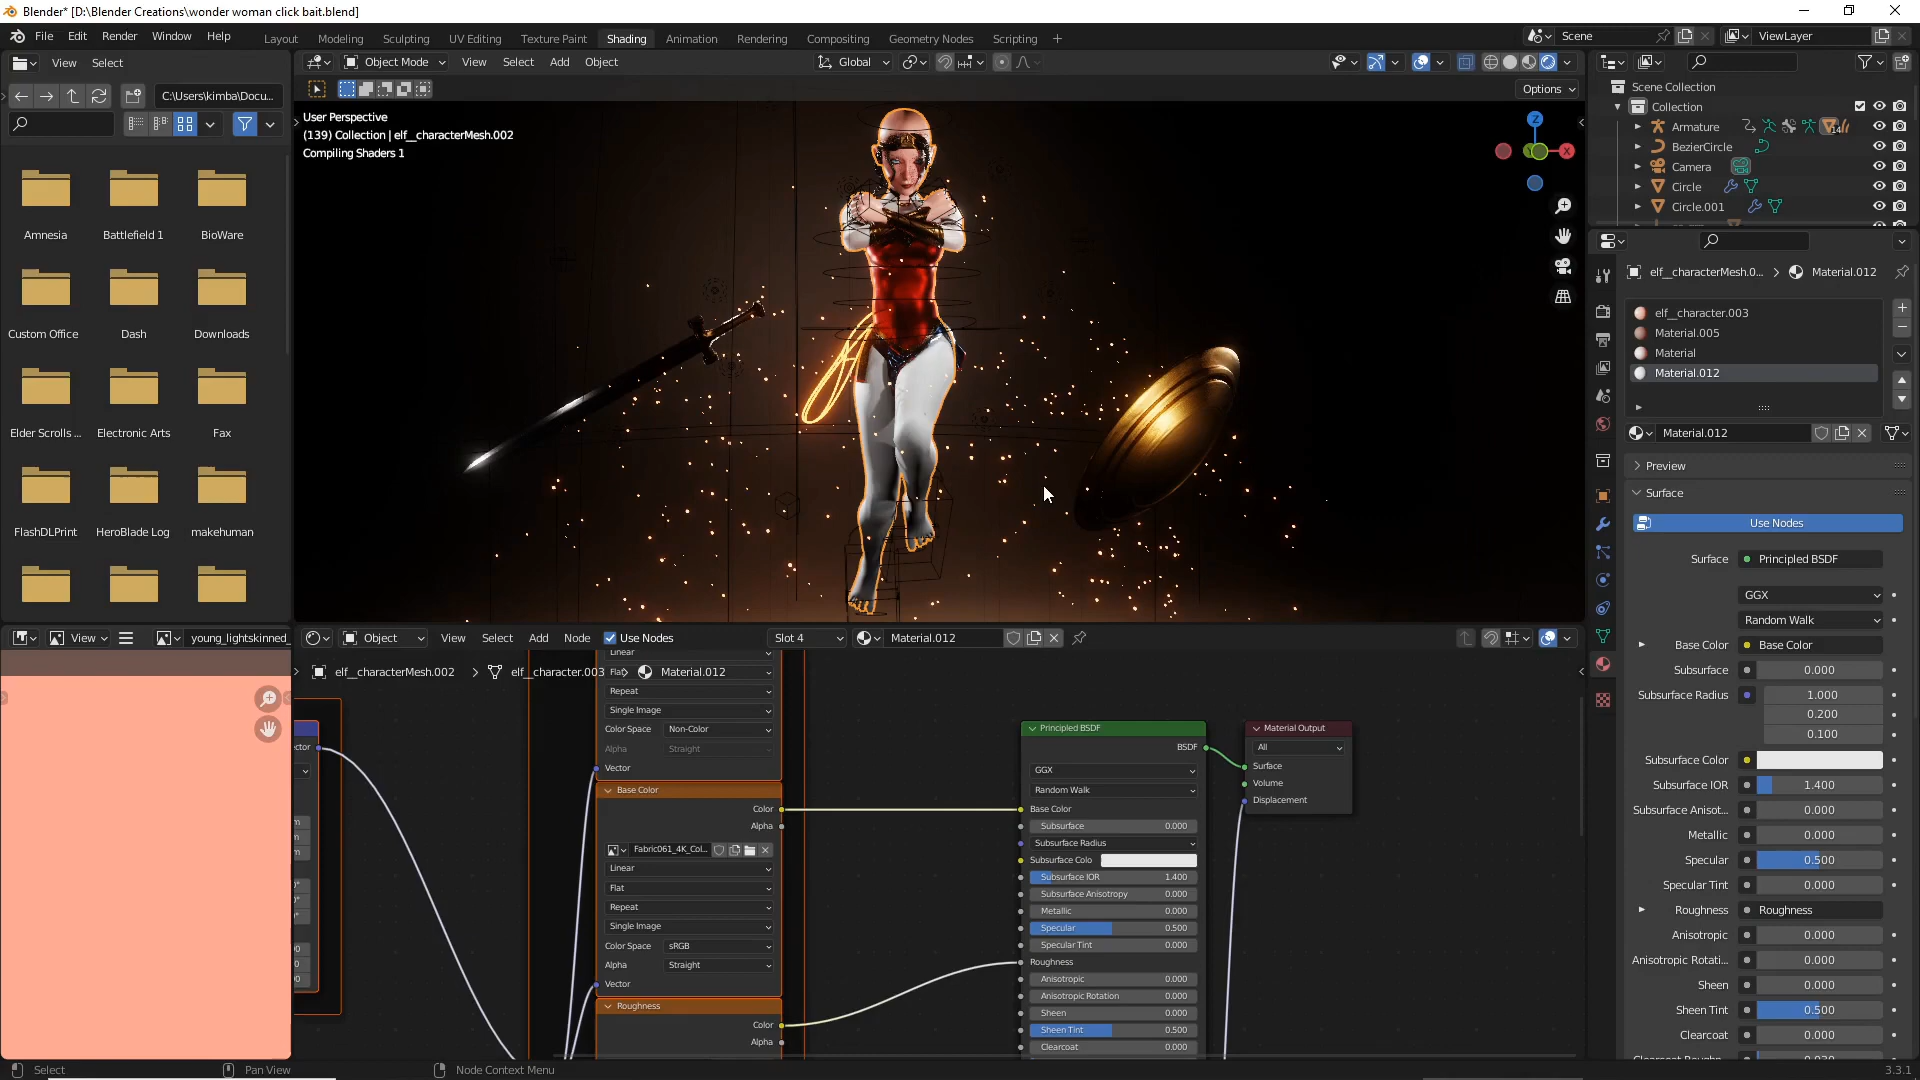 Blender* [D:\Blender Creations\wonder woman click bait.blend]
File Edit Render Window Help
Layout Modeling Sculpting UV Editing Texture Paint Shading Animation Rendering Compositing Geometry Nodes Scripting +
Scene
ViewLayer
View Select
C:\Users\kimba\Docu...
Amnesia Battlefield 1 BioWare
Custom Office Dash Downloads
Elder Scrolls ... Electronic Arts Fax
FlashDLPrint HeroBlade Log makehuman
Object Mode View Select Add Object
Global
Options
User Perspective
(139) Collection | elf__characterMesh.002
Compiling Shaders 1
Z
X
Scene Collection
Collection
Armature
14
BezierCircle
Camera
Circle
Circle.001
elf__characterMesh.0... > Material.012
elf__character.003
Material.005
Material
Material.012
Material.012
Preview
Surface
Use Nodes
Surface Principled BSDF
GGX
Random Walk
Base Color Base Color
Subsurface 0.000
Subsurface Radius 1.000
0.200
0.100
Subsurface Color
Subsurface IOR 1.400
Subsurface Anisot... 0.000
Metallic 0.000
Specular 0.500
Specular Tint 0.000
Roughness Roughness
Anisotropic 0.000
Anisotropic Rotati... 0.000
Sheen 0.000
Sheen Tint 0.500
Clearcoat 0.000
View
young_lightskinned_
Object View Select Add Node Use Nodes Slot 4 Material.012
elf__characterMesh.002 > elf__character.003 > Material.012
Linear
Flat
Repeat
Single Image
Color Space Non-Color
Alpha Straight
Vector
Base Color
Color
Alpha
Fabric061_4K_Col...
Linear
Flat
Repeat
Single Image
Color Space sRGB
Alpha Straight
Vector
Roughness
Color
Alpha
Principled BSDF
BSDF
GGX
Random Walk
Base Color
Subsurface 0.000
Subsurface Radius
Subsurface Colo
Subsurface IOR 1.400
Subsurface Anisotropy 0.000
Metallic 0.000
Specular 0.500
Specular Tint 0.000
Roughness
Anisotropic 0.000
Anisotropic Rotation 0.000
Sheen 0.000
Sheen Tint 0.500
Clearcoat 0.000
Material Output
All
Surface
Volume
Displacement
Select Pan View Node Context Menu
3.3.1